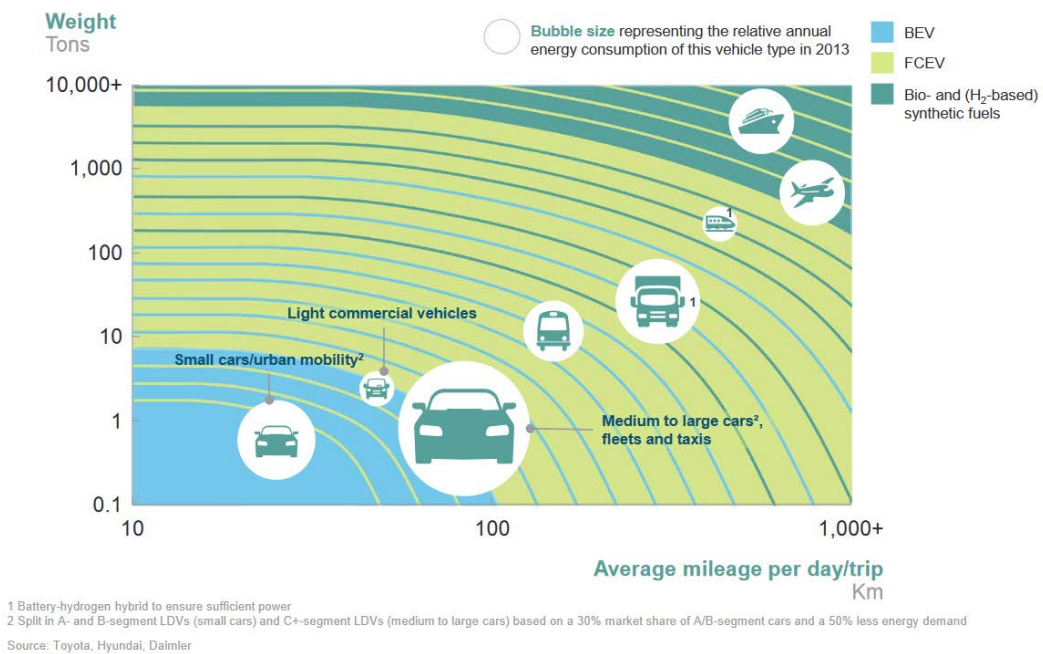 Weight
Tons
Bubble size representing the relative annual
energy consumption of this vehicle type in 2013
BEV
FCEV
Bio- and (H₂-based)
synthetic fuels
10,000+
1,000
100
10
1
0.1
1
1
Light commercial vehicles
Small cars/urban mobility²
Medium to large cars²,
fleets and taxis
10
100
1,000+
Average mileage per day/trip
Km
1 Battery-hydrogen hybrid to ensure sufficient power
2 Split in A- and B-segment LDVs (small cars) and C+-segment LDVs (medium to large cars) based on a 30% market share of A/B-segment cars and a 50% less energy demand
Source: Toyota, Hyundai, Daimler